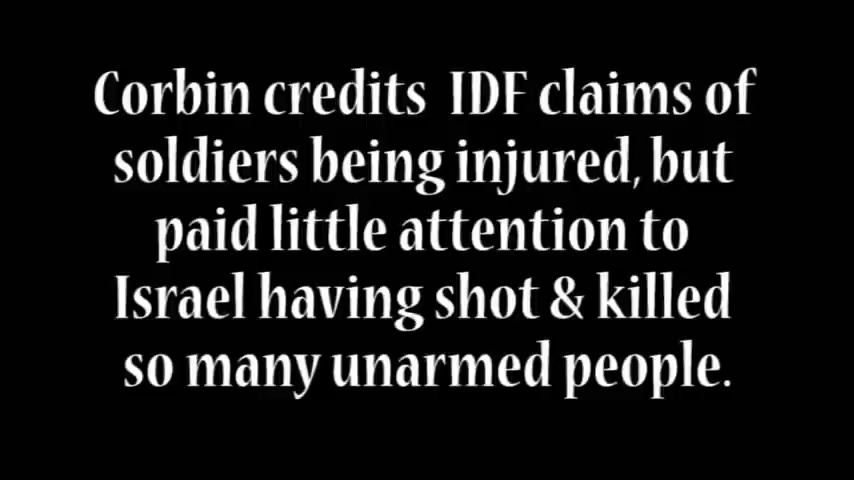 Corbin credits  IDF claims of
soldiers being injured, but
paid little attention to
Israel having shot & killed
so many unarmed people.